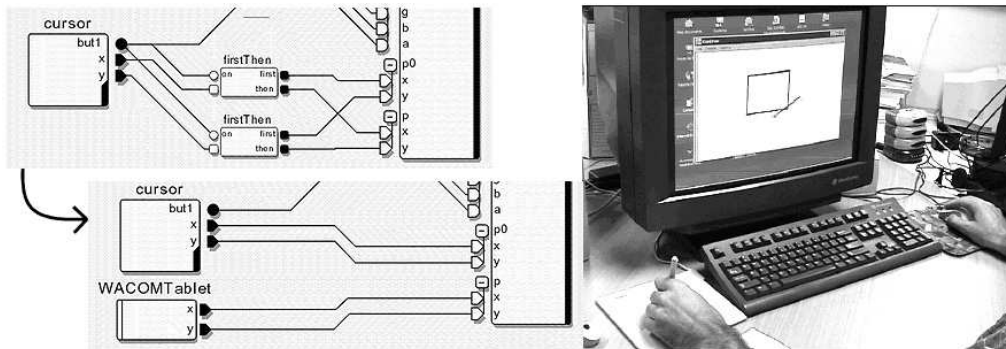 cursor
but1
x
y
firstThen
on first
then
firstThen
on first
then
g
b
a
p0
x
y
p
x
y
cursor
but1
x
y
WACOMTablet
x
y
b
a
p0
x
y
p
x
y